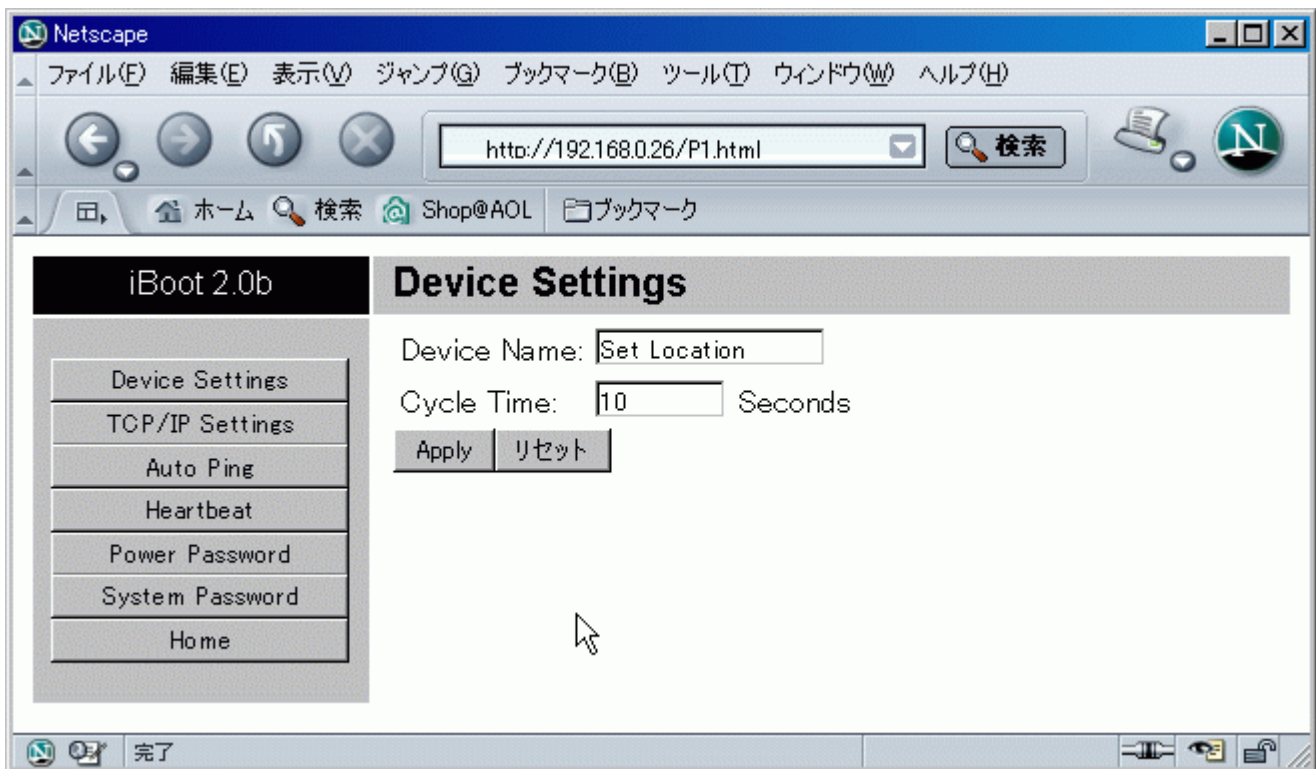 Netscape
ファイル(F) 編集(E) 表示(V) ジャンプ(G) ブックマーク(B) ツール(T) ウィンドウ(W) ヘルプ(H)
http://192.168.0.26/P1.html 検索 N
ホーム 検索 Shop@AOL ブックマーク
iBoot 2.0b
Device Settings
Device Name: Set Location
Cycle Time: 10 Seconds
Apply リセット
Device Settings
TCP/IP Settings
Auto Ping
Heartbeat
Power Password
System Password
Home
完了